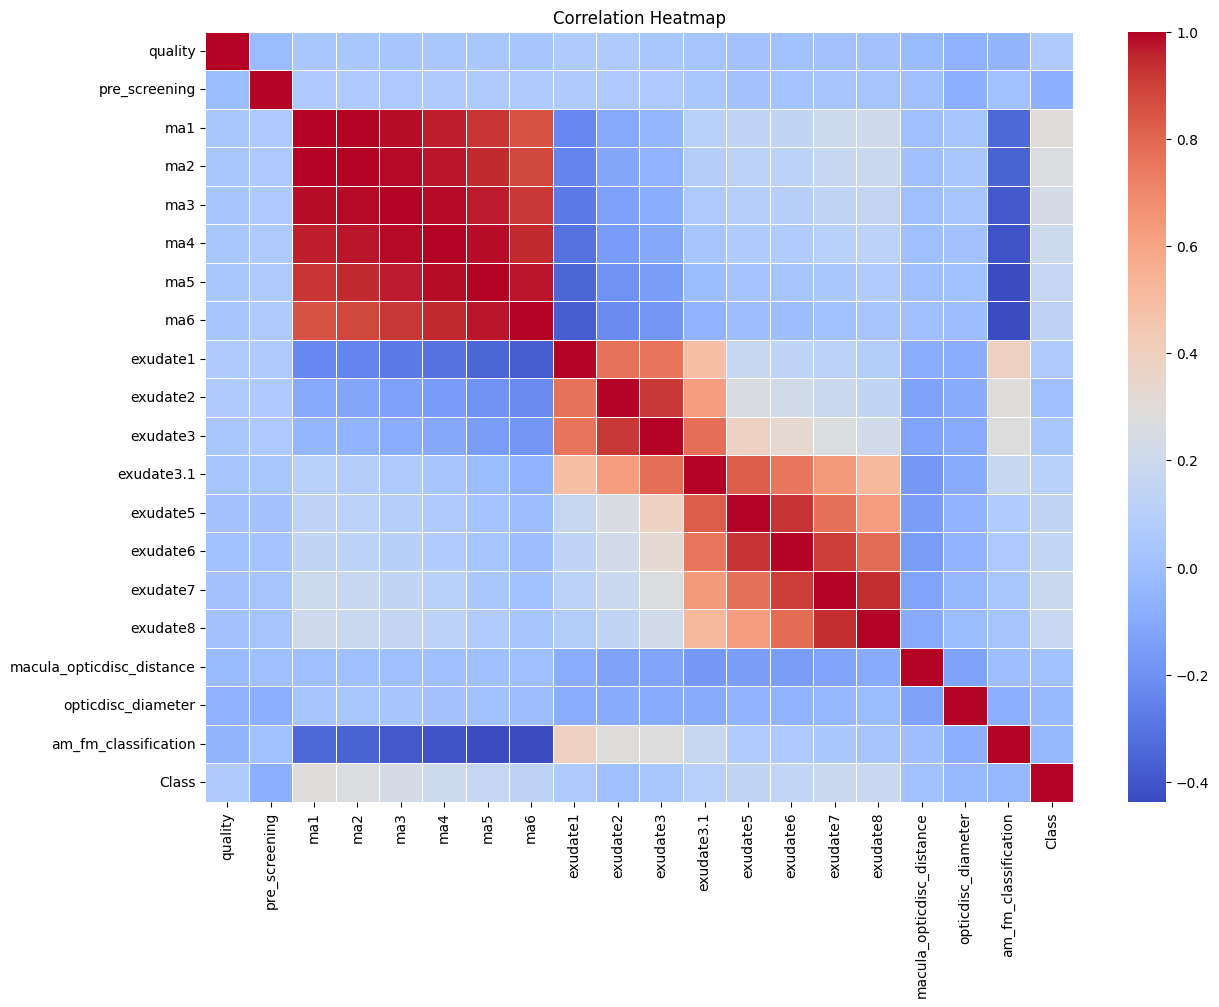 Correlation Heatmap
quality
pre_screening
ma1
ma2
ma3
ma4
ma5
ma6
exudate1
exudate2
exudate3
exudate3.1
exudate5
exudate6
exudate7
exudate8
macula_opticdisc_distance
opticdisc_diameter
am_fm_classification
Class
quality
pre_screening
ma1
ma2
ma3
ma4
ma5
ma6
exudate1
exudate2
exudate3
exudate3.1
exudate5
exudate6
exudate7
exudate8
macula_opticdisc_distance
opticdisc_diameter
am_fm_classification
Class
1.0
0.8
0.6
0.4
0.2
0.0
−0.2
−0.4